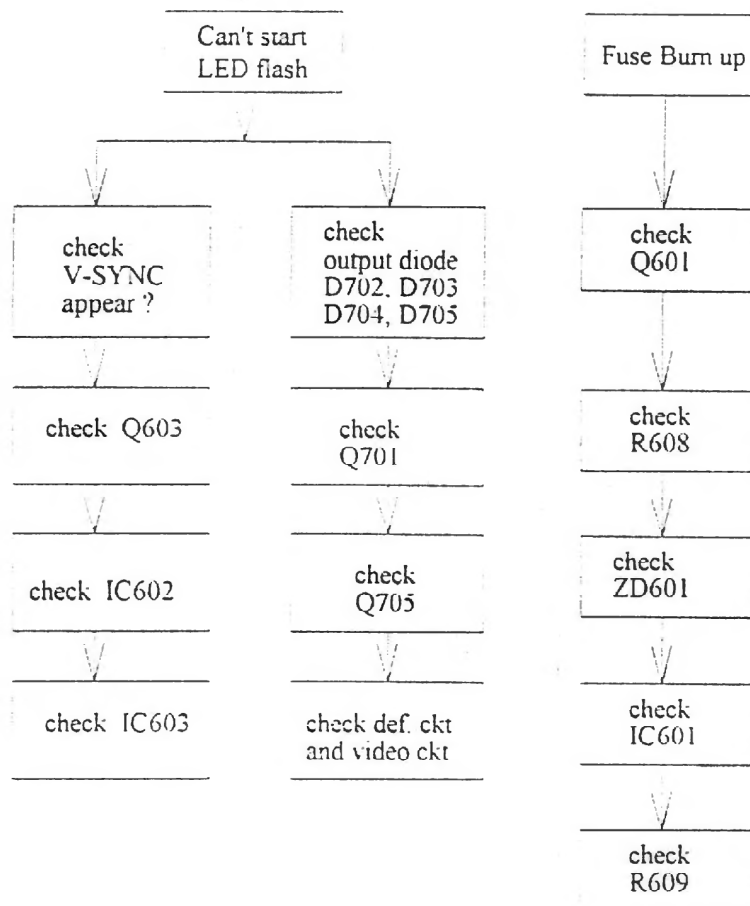 Can't start
LED flash
check
V-SYNC
appear ?
check Q603
check IC602
check IC603
check
output diode
D702, D703
D704, D705
check
Q701
check
Q705
check def. ckt
and video ckt
Fuse Burn up
check
Q601
check
R608
check
ZD601
check
IC601
check
R609